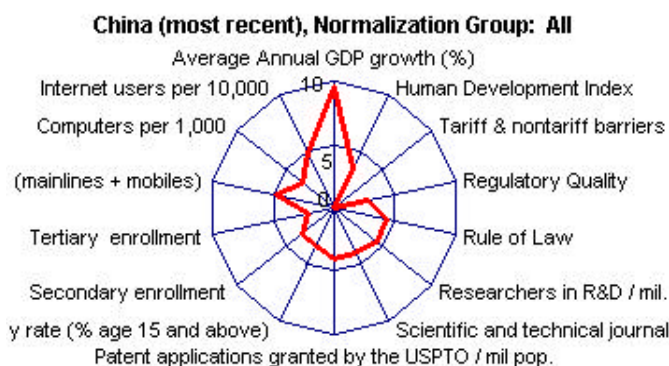 China (most recent), Normalization Group: All
Average Annual GDP growth (%)
Internet users per 10,000
10
Human Development Index
Computers per 1,000
Tariff & nontariff barriers
5
(mainlines + mobiles)
Regulatory Quality
0
Tertiary enrollment
Rule of Law
Secondary enrollment
Researchers in R&D / mil.
y rate (% age 15 and above)
Scientific and technical journal
Patent applications granted by the USPTO / mil pop.